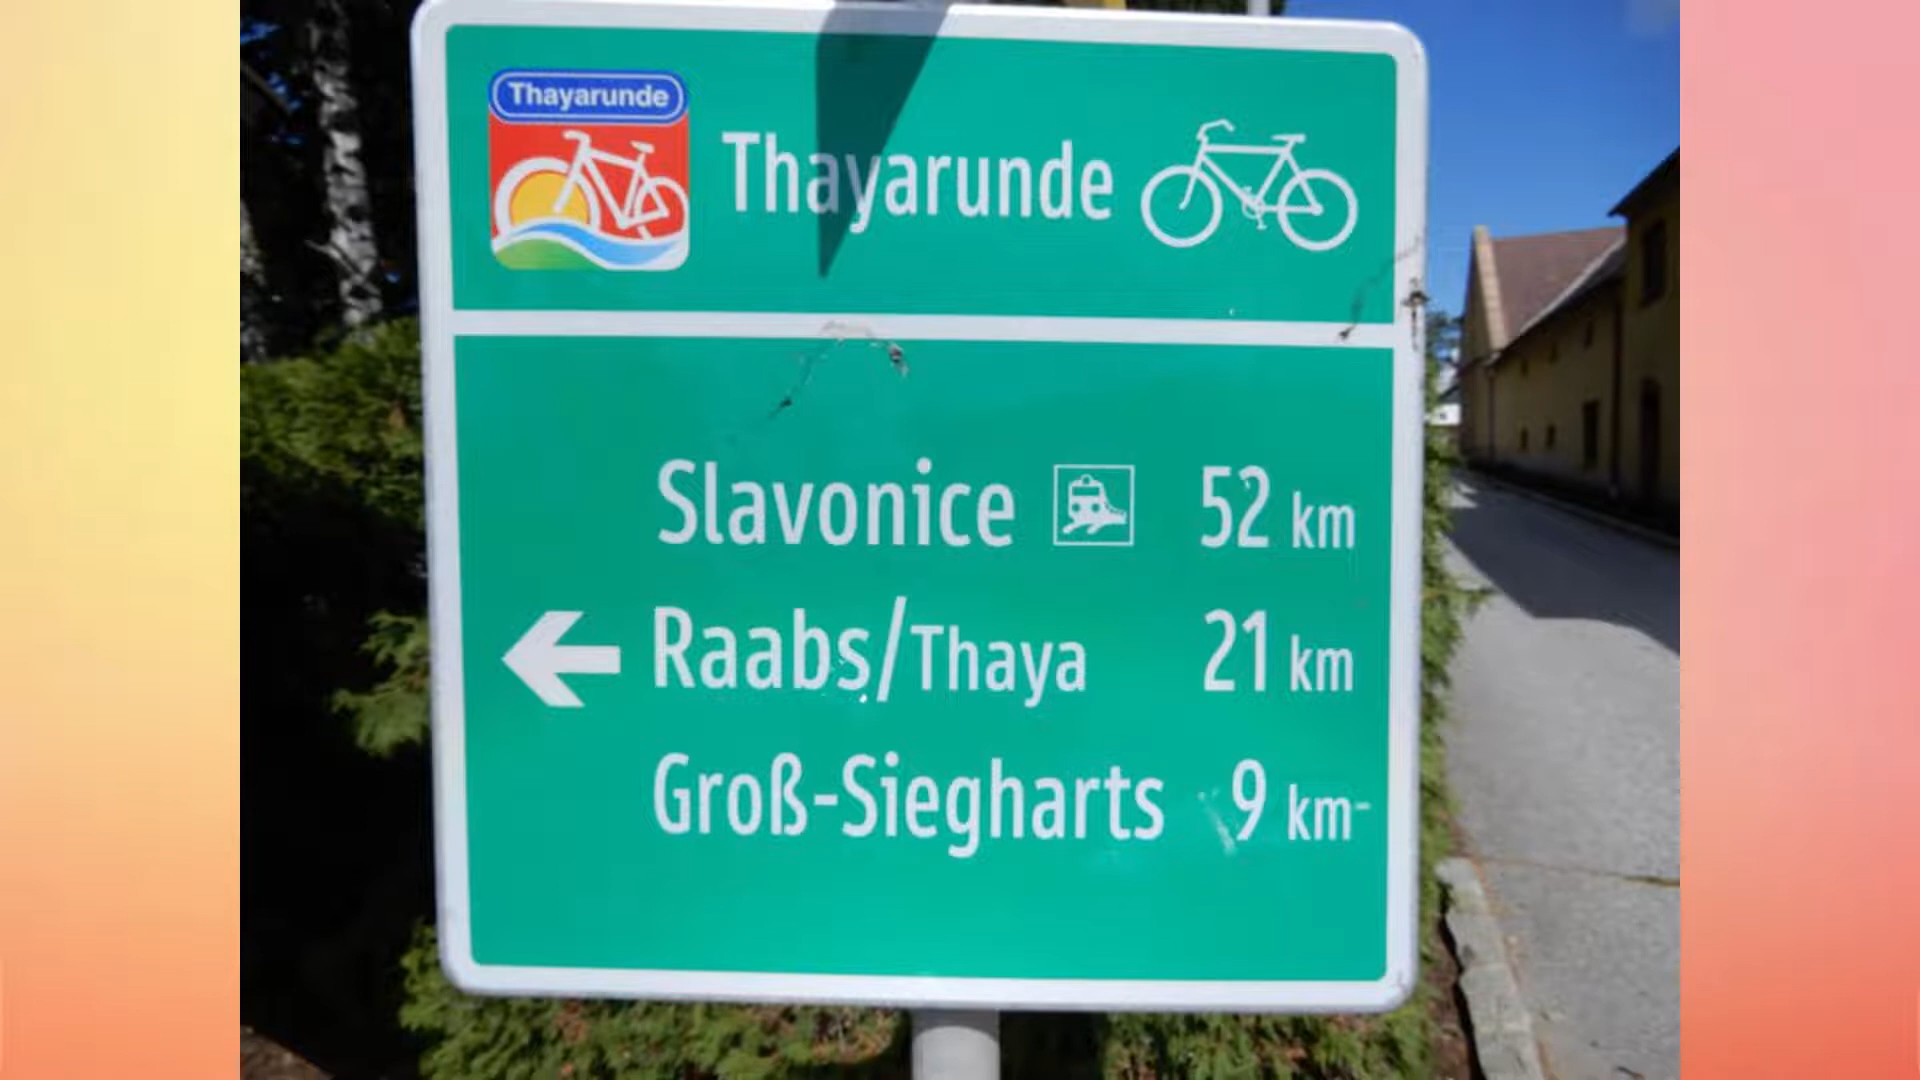 Thayarunde
Thayarunde
Slavonice 52 km
Raabs/Thaya 21 km
Groß-Siegharts 9 km